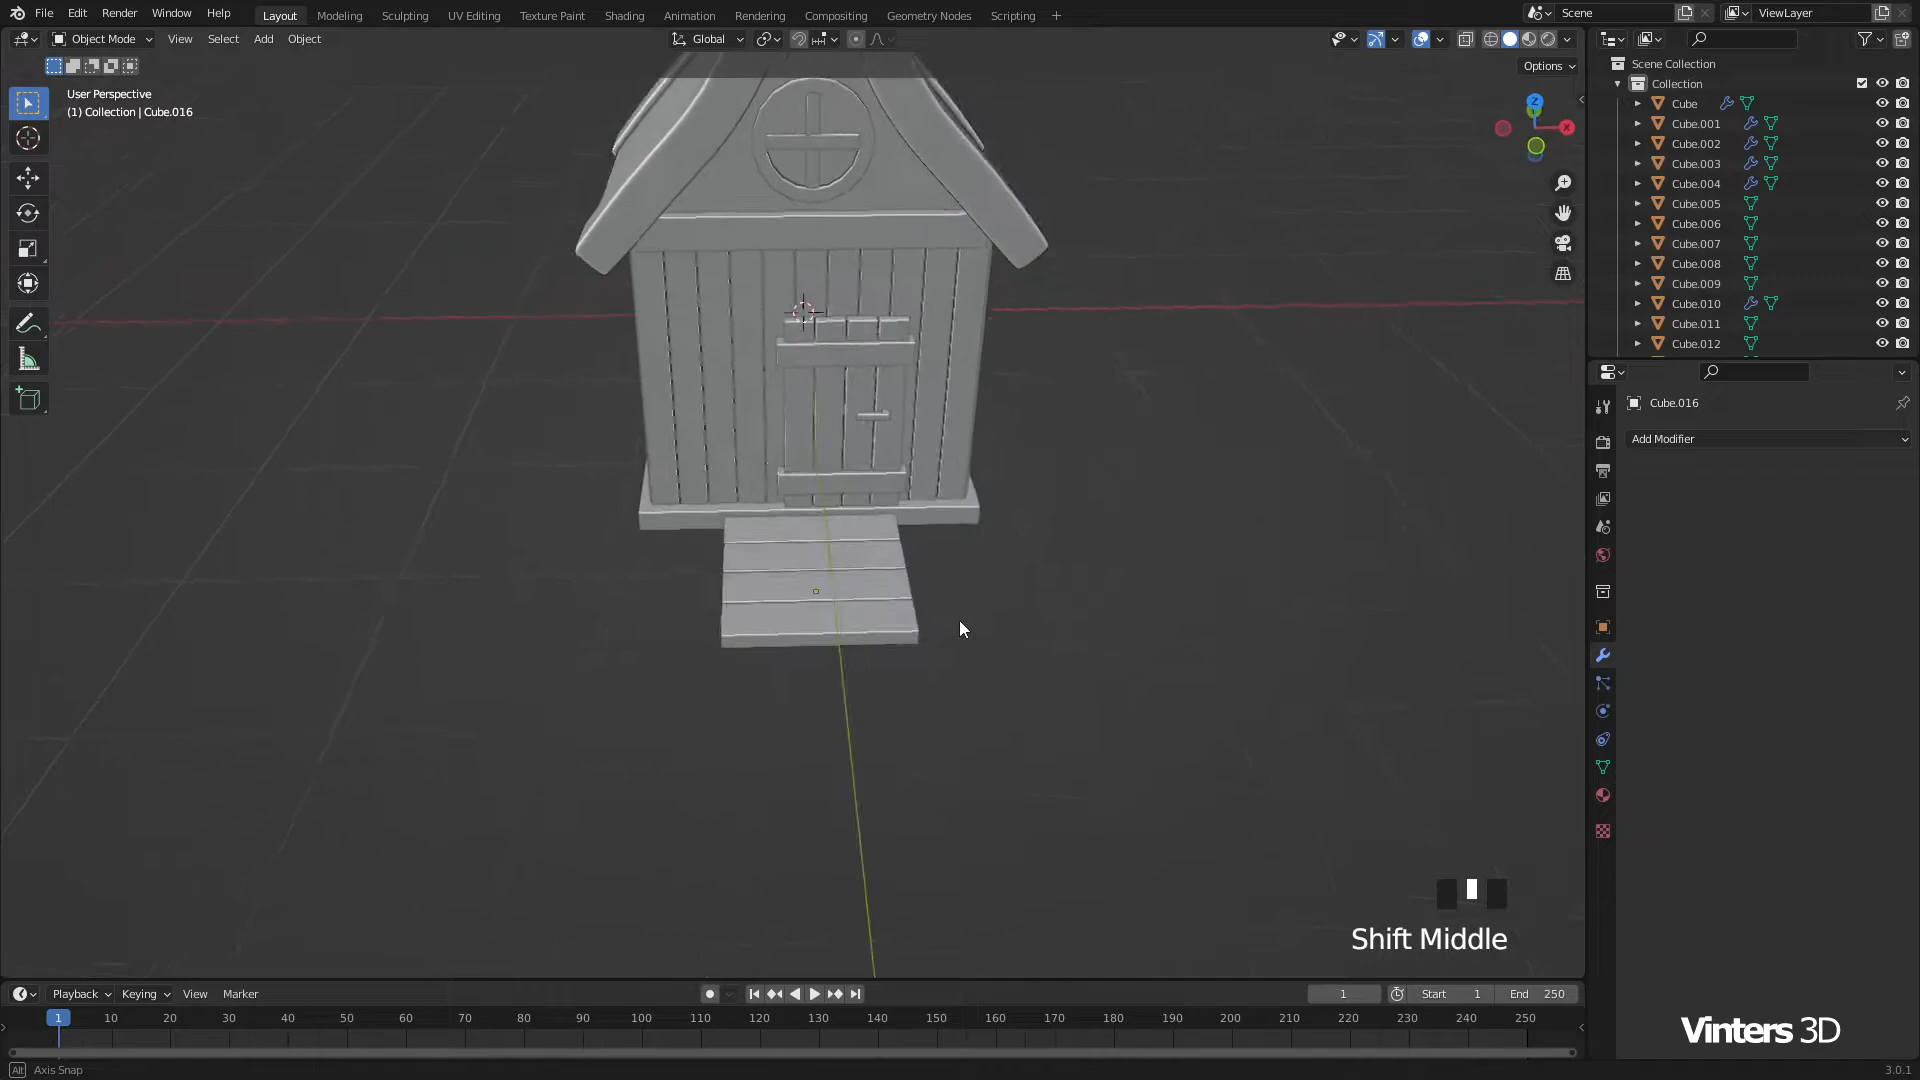 File Edit Render Window Help Layout Modeling Sculpting UV Editing Texture Paint Shading Animation Rendering Compositing Geometry Nodes Scripting + Scene ViewLayer
Object Mode View Select Add Object Global
Options
User Perspective
(1) Collection | Cube.016
Z
X
Scene Collection
Collection
Cube
Cube.001
Cube.002
Cube.003
Cube.004
Cube.005
Cube.006
Cube.007
Cube.008
Cube.009
Cube.010
Cube.011
Cube.012
Cube.016
Add Modifier
Shift Middle
Playback Keying View Marker 1 Start 1 End 250
1 10 20 30 40 50 60 70 80 90 100 110 120 130 140 150 160 170 180 190 200 210 220 230 240 250
Vinters 3D
Alt Axis Snap 3.0.1